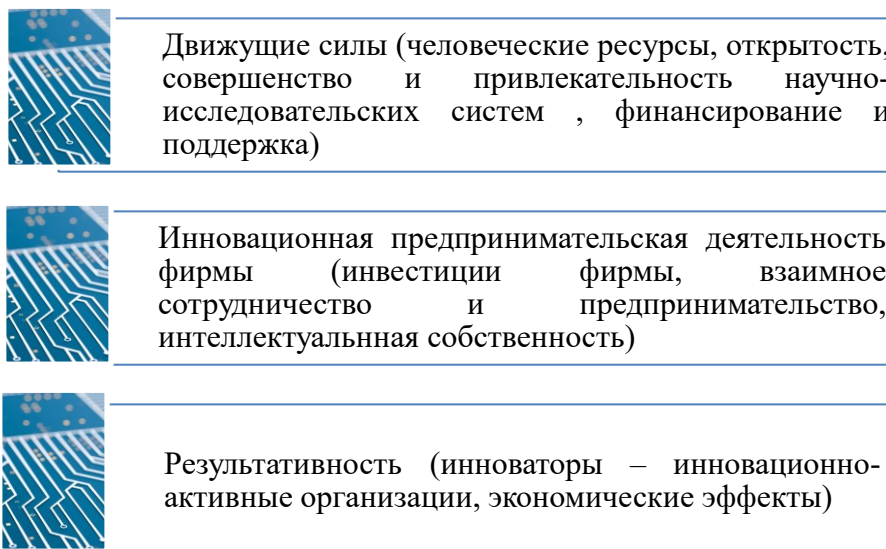 Движущие силы (человеческие ресурсы, открытость,
совершенство и привлекательность научно-
исследовательских систем , финансирование и
поддержка)
Инновационная предпринимательская деятельность
фирмы (инвестиции фирмы, взаимное
сотрудничество и предпринимательство,
интеллектуальнная собственность)
Результативность (инноваторы – инновационно-
активные организации, экономические эффекты)